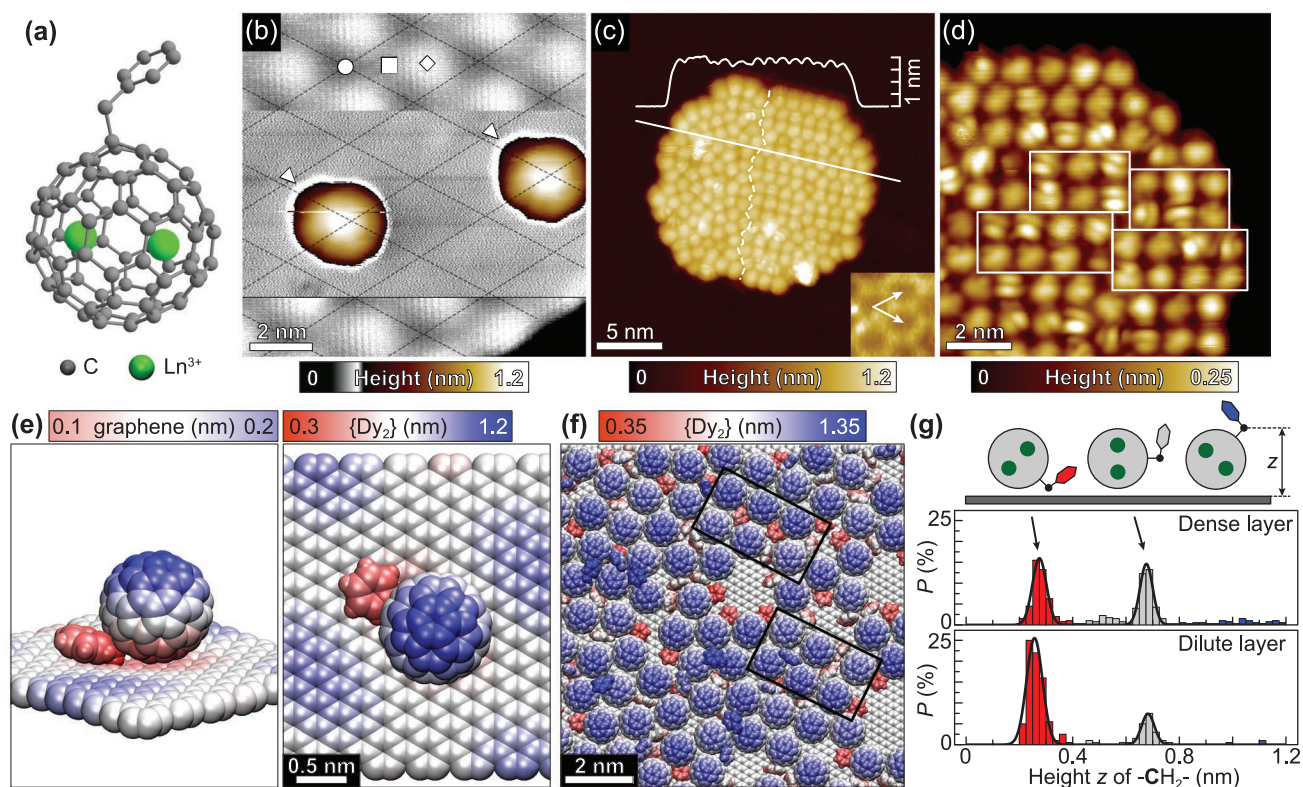 (a)
C Ln³⁺
(b)
2 nm
0 Height (nm) 1.2
(c)
1 nm
5 nm
0 Height (nm) 1.2
(d)
2 nm
0 Height (nm) 0.25
(e)
0.1 graphene (nm) 0.2
0.3 {Dy₂} (nm) 1.2
0.5 nm
(f)
0.35 {Dy₂} (nm) 1.35
2 nm
(g)
z
25
Dense layer
P (%)
0
25
Dilute layer
P (%)
0
0 0.4 0.8 1.2
Height z of -CH₂- (nm)